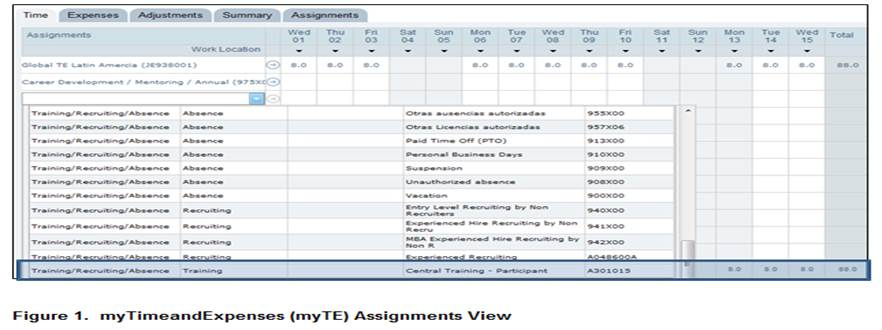 Time Expenses Adjustments Summary Assignments
Assignments Wed 01 Thu 02 Fri 03 Sat 04 Sun 05 Mon 06 Tue 07 Wed 08 Thu 09 Fri 10 Sat 11 Sun 12 Mon 13 Tue 14 Wed 15 Total
Work Location
Global TE Latin Amercia (JE938001) 8.0 8.0 8.0 8.0 8.0 8.0 8.0 8.0 8.0 8.0 8.0 88.0
Career Development / Mentoring / Annual (975X0
Training/Recruiting/Absence Absence Otras ausencias autorizadas 955X00
Training/Recruiting/Absence Absence Otras Licencias autorizadas 957X06
Training/Recruiting/Absence Absence Paid Time Off (PTO) 913X00
Training/Recruiting/Absence Absence Personal Business Days 910X00
Training/Recruiting/Absence Absence Suspension 909X00
Training/Recruiting/Absence Absence Unauthorized absence 908X00
Training/Recruiting/Absence Absence Vacation 900X00
Training/Recruiting/Absence Recruiting Entry Level Recruiting by Non Recruiters 940X00
Training/Recruiting/Absence Recruiting Experienced Hire Recruiting by Non Recru 941X00
Training/Recruiting/Absence Recruiting MBA Experienced Hire Recruiting by Non R 942X00
Training/Recruiting/Absence Recruiting Experienced Recruiting A048600A
Training/Recruiting/Absence Training Central Training - Participant A301015 8.0 8.0 8.0 88.0
Figure 1. myTimeandExpenses (myTE) Assignments View